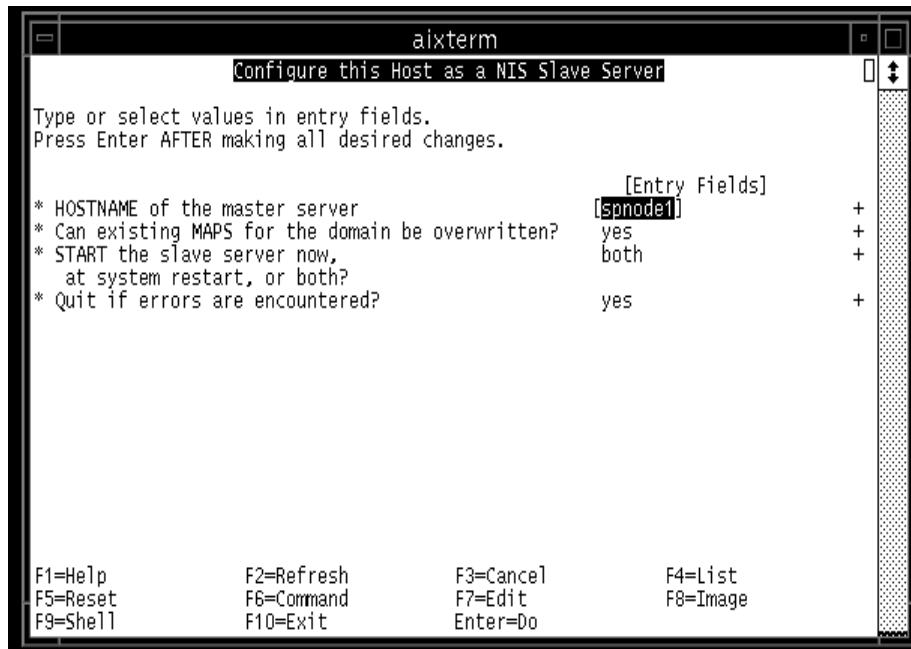 aixterm
Configure this Host as a NIS Slave Server
Type or select values in entry fields.
Press Enter AFTER making all desired changes.
[Entry Fields]
* HOSTNAME of the master server [spnode1] +
* Can existing MAPS for the domain be overwritten? yes +
* START the slave server now, both +
at system restart, or both?
* Quit if errors are encountered? yes +
F1=Help F2=Refresh F3=Cancel F4=List
F5=Reset F6=Command F7=Edit F8=Image
F9=Shell F10=Exit Enter=Do